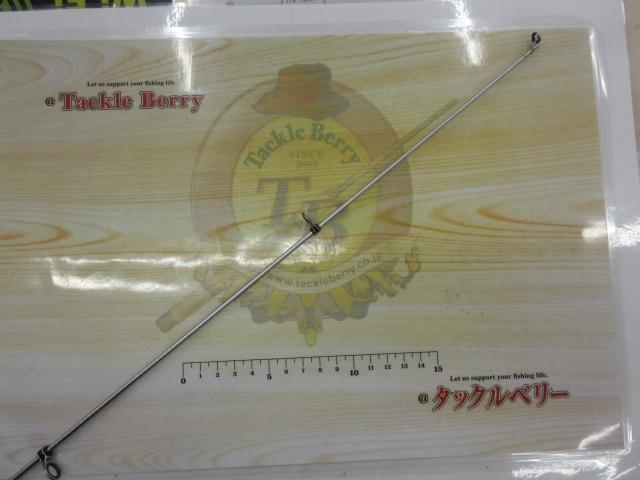 Let us support your fishing life.
@ Tackle Berry
Tackle Berry
SINCE
TB
www.tackleberry.co.jp
0 1 2 3 4 5 6 7 8 9 10 11 12 13 14 15
Let us support your fishing life.
@ タックルベリー